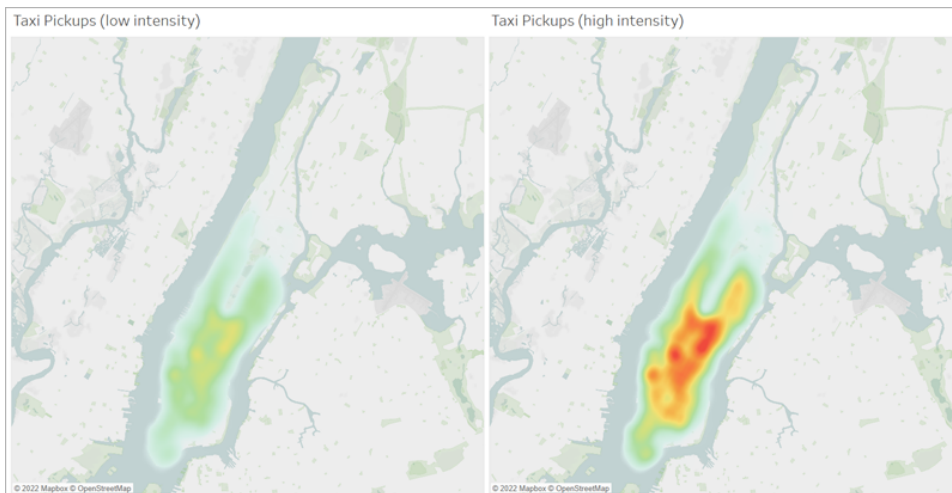 Taxi Pickups (low intensity)
Taxi Pickups (high intensity)
© 2022 Mapbox © OpenStreetMap
© 2022 Mapbox © OpenStreetMap